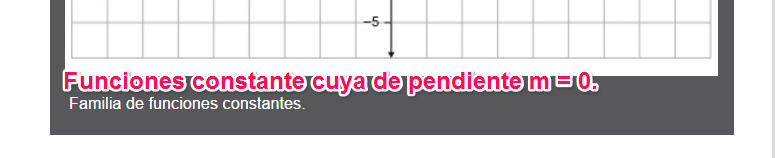 –5
Funciones constante cuya de pendiente m = 0.
Familia de funciones constantes.